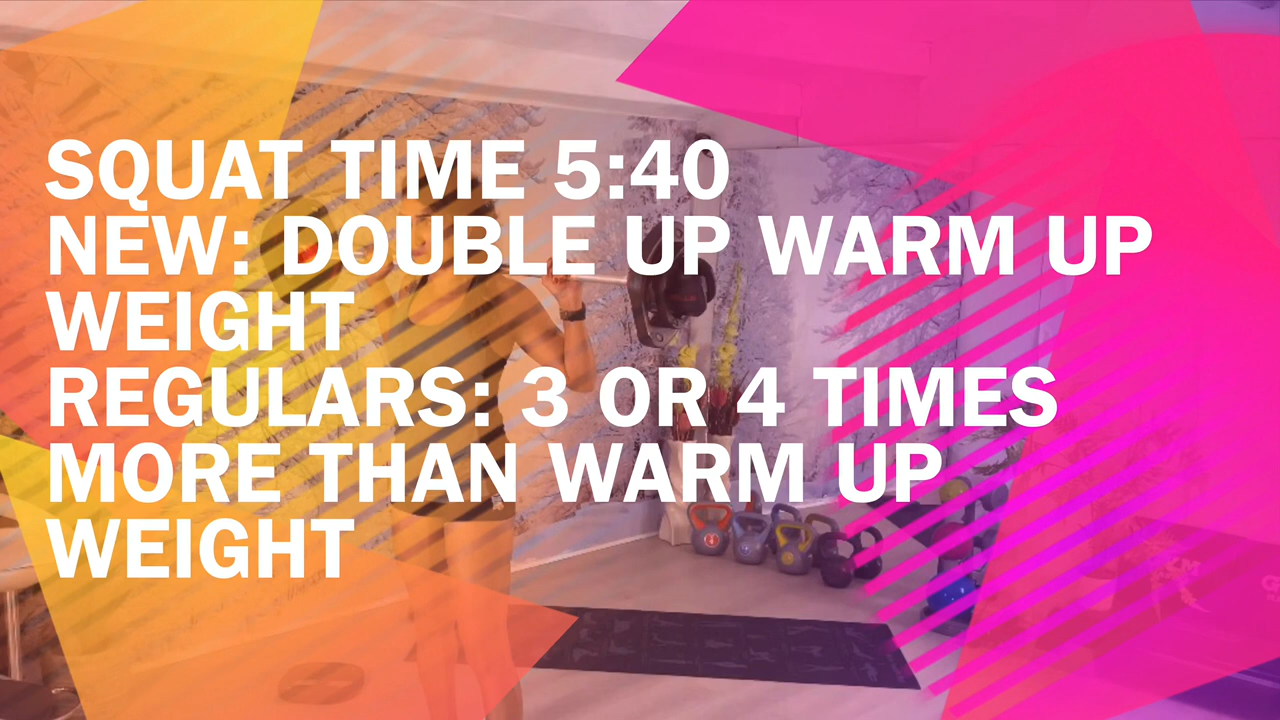 SQUAT TIME 5:40
NEW: DOUBLE UP WARM UP
WEIGHT
REGULARS: 3 OR 4 TIMES
MORE THAN WARM UP
WEIGHT